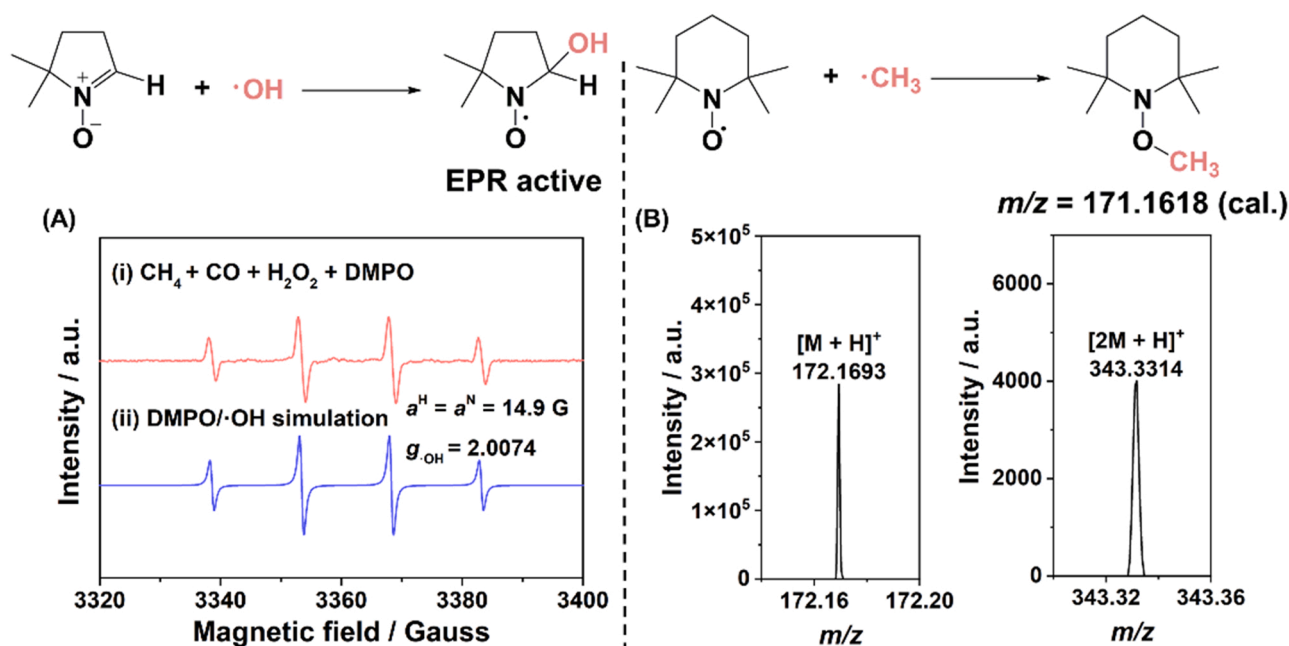 OH
N
+
H
O
−
+ ·OH
N
H
O
·
EPR active
N
O
·
+ ·CH3
N
O
CH3
m/z = 171.1618 (cal.)
(A)
(i) CH4 + CO + H2O2 + DMPO
(ii) DMPO/·OH simulation
aH = aN = 14.9 G
g·OH = 2.0074
Intensity / a.u.
3320 3340 3360 3380 3400
Magnetic field / Gauss
(B)
5×10⁵
4×10⁵
3×10⁵
2×10⁵
1×10⁵
0
Intensity / a.u.
[M + H]⁺
172.1693
172.16 172.20
m/z
6000
4000
2000
0
Intensity / a.u.
[2M + H]⁺
343.3314
343.32 343.36
m/z